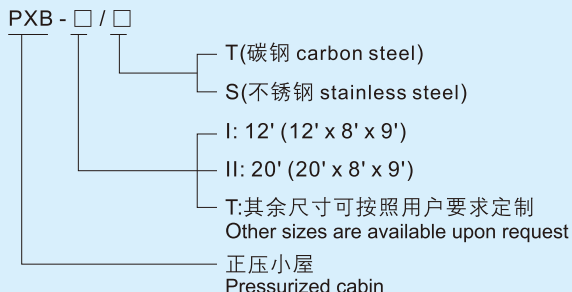 PXB - □ / □
T(碳钢 carbon steel)
S(不锈钢 stainless steel)
I: 12' (12' x 8' x 9')
II: 20' (20' x 8' x 9')
T:其余尺寸可按照用户要求定制
Other sizes are available upon request
正压小屋
Pressurized cabin